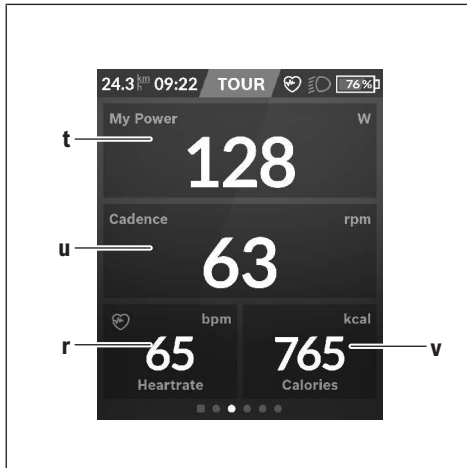 24.3 km/h 09:22 TOUR 76%
My Power W
t
128
Cadence rpm
u
63
bpm kcal
r 65 765 v
Heartrate Calories